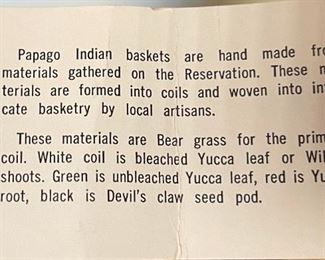 Papago Indian baskets are hand made fro
materials gathered on the Reservation. These m
terials are formed into coils and woven into in
cate basketry by local artisans.
These materials are Bear grass for the prim
coil. White coil is bleached Yucca leaf or Wil
shoots. Green is unbleached Yucca leaf, red is Yu
root, black is Devil's claw seed pod.